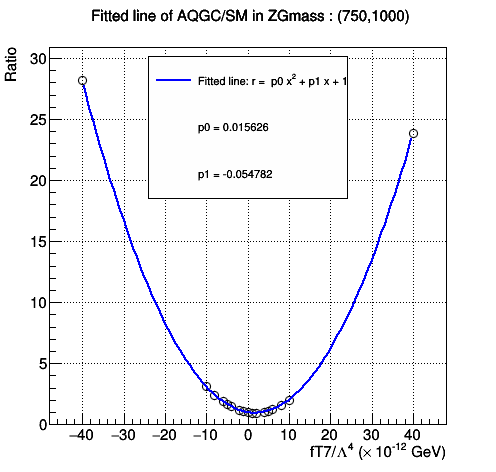 Fitted line of AQGC/SM in ZGmass : (750,1000)
Ratio
30
25
20
15
10
5
0
Fitted line: r = p0 x² + p1 x + 1
p0 = 0.015626
p1 = -0.054782
−40 −30 −20 −10 0 10 20 30 40
fT7/Λ⁴ (× 10⁻¹² GeV)